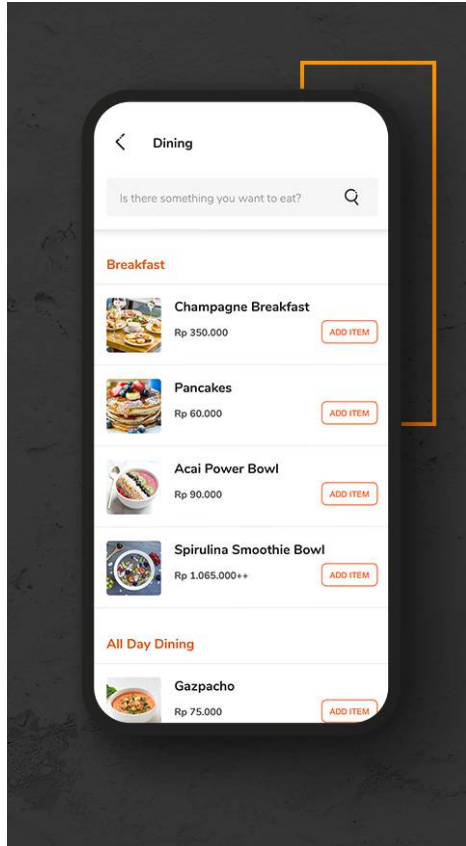 Dining
Is there something you want to eat?
Breakfast
Champagne Breakfast
Rp 350.000
ADD ITEM
Pancakes
Rp 60.000
ADD ITEM
Acai Power Bowl
Rp 90.000
ADD ITEM
Spirulina Smoothie Bowl
Rp 1.065.000++
ADD ITEM
All Day Dining
Gazpacho
Rp 75.000
ADD ITEM